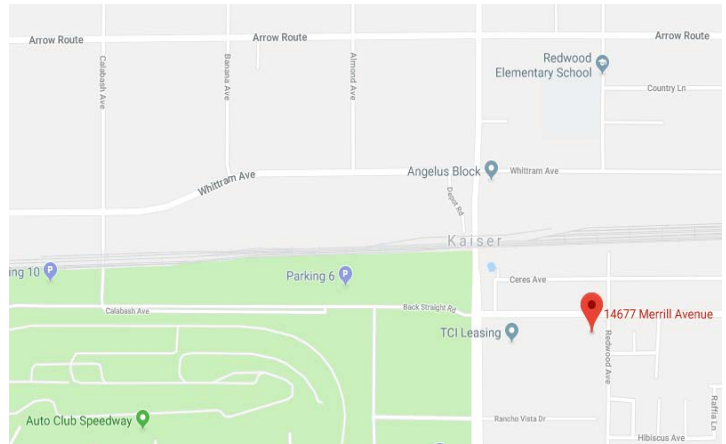 Arrow Route
Arrow Route
Arrow Route
Calabash Ave
Banana Ave
Almond Ave
Redwood
Elementary School
Country Ln
Whittram Ave
Angelus Block
Whittram Ave
Depot Rd
Kaiser
ing 10
P
Parking 6
P
Ceres Ave
Calabash Ave
Back Straight Rd
14677 Merrill Avenue
TCI Leasing
Redwood Ave
Auto Club Speedway
Rancho Vista Dr
Raffia Ln
Hibiscus Ave